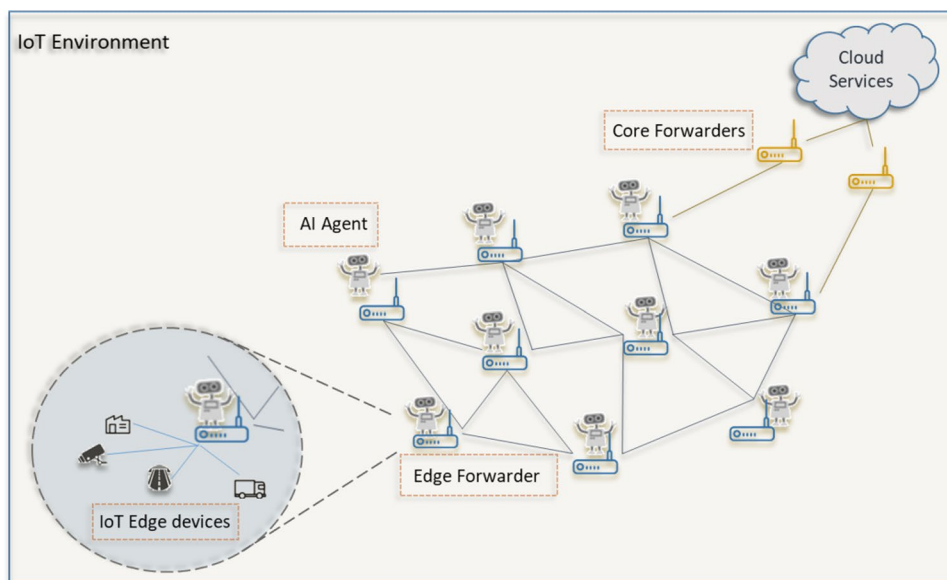 IoT Environment
Cloud
Services
Core Forwarders
AI Agent
Edge Forwarder
IoT Edge devices